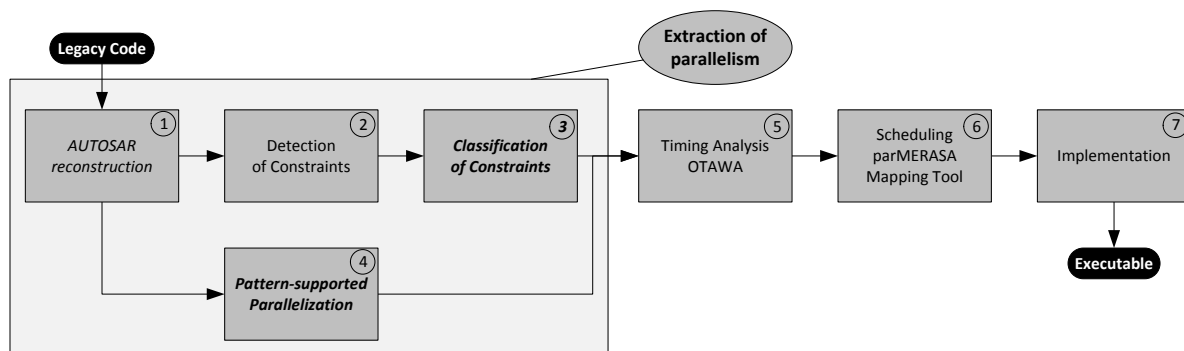 Legacy Code
Extraction of
parallelism
1
AUTOSAR
reconstruction
2
Detection
of Constraints
3
Classification
of Constraints
4
Pattern-supported
Parallelization
5
Timing Analysis
OTAWA
6
Scheduling
parMERASA
Mapping Tool
7
Implementation
Executable